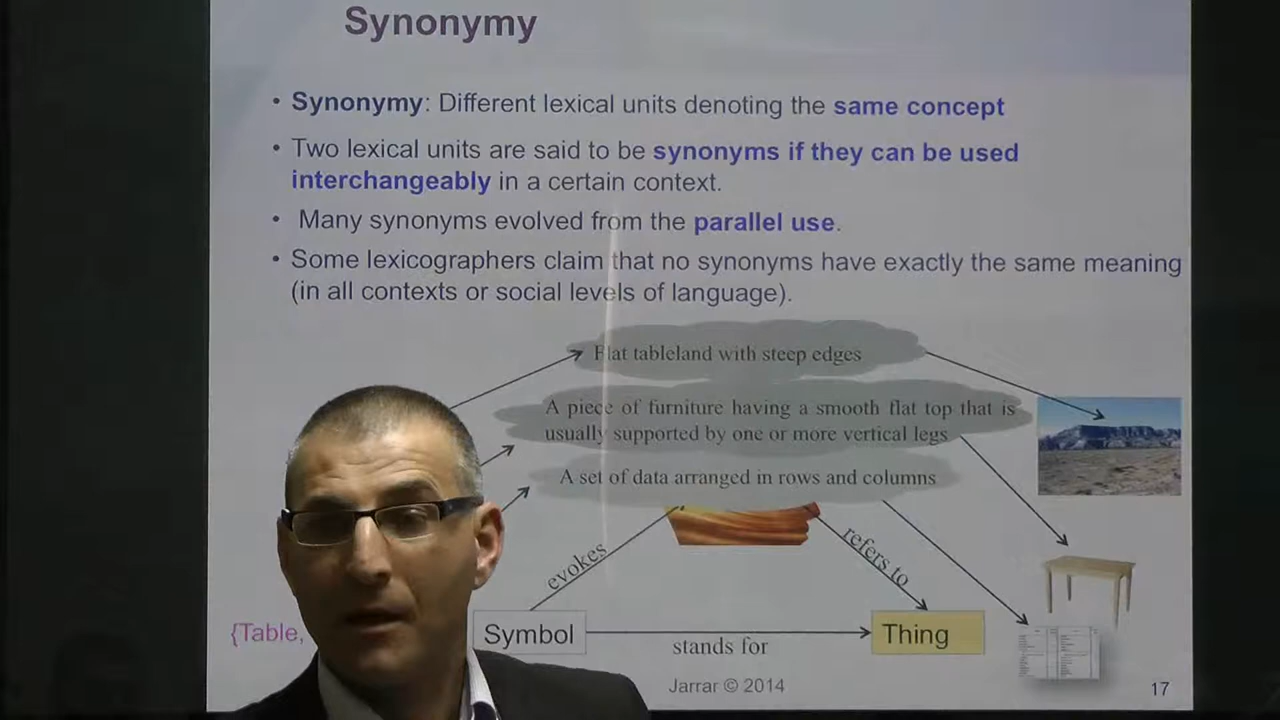 Synonymy
• Synonymy: Different lexical units denoting the same concept
• Two lexical units are said to be synonyms if they can be used
interchangeably in a certain context.
• Many synonyms evolved from the parallel use.
• Some lexicographers claim that no synonyms have exactly the same meaning
(in all contexts or social levels of language).
Flat tableland with steep edges
A piece of furniture having a smooth flat top that is
usually supported by one or more vertical legs
A set of data arranged in rows and columns
evokes
refers to
{Table,
Symbol
stands for
Thing
Jarrar © 2014
17